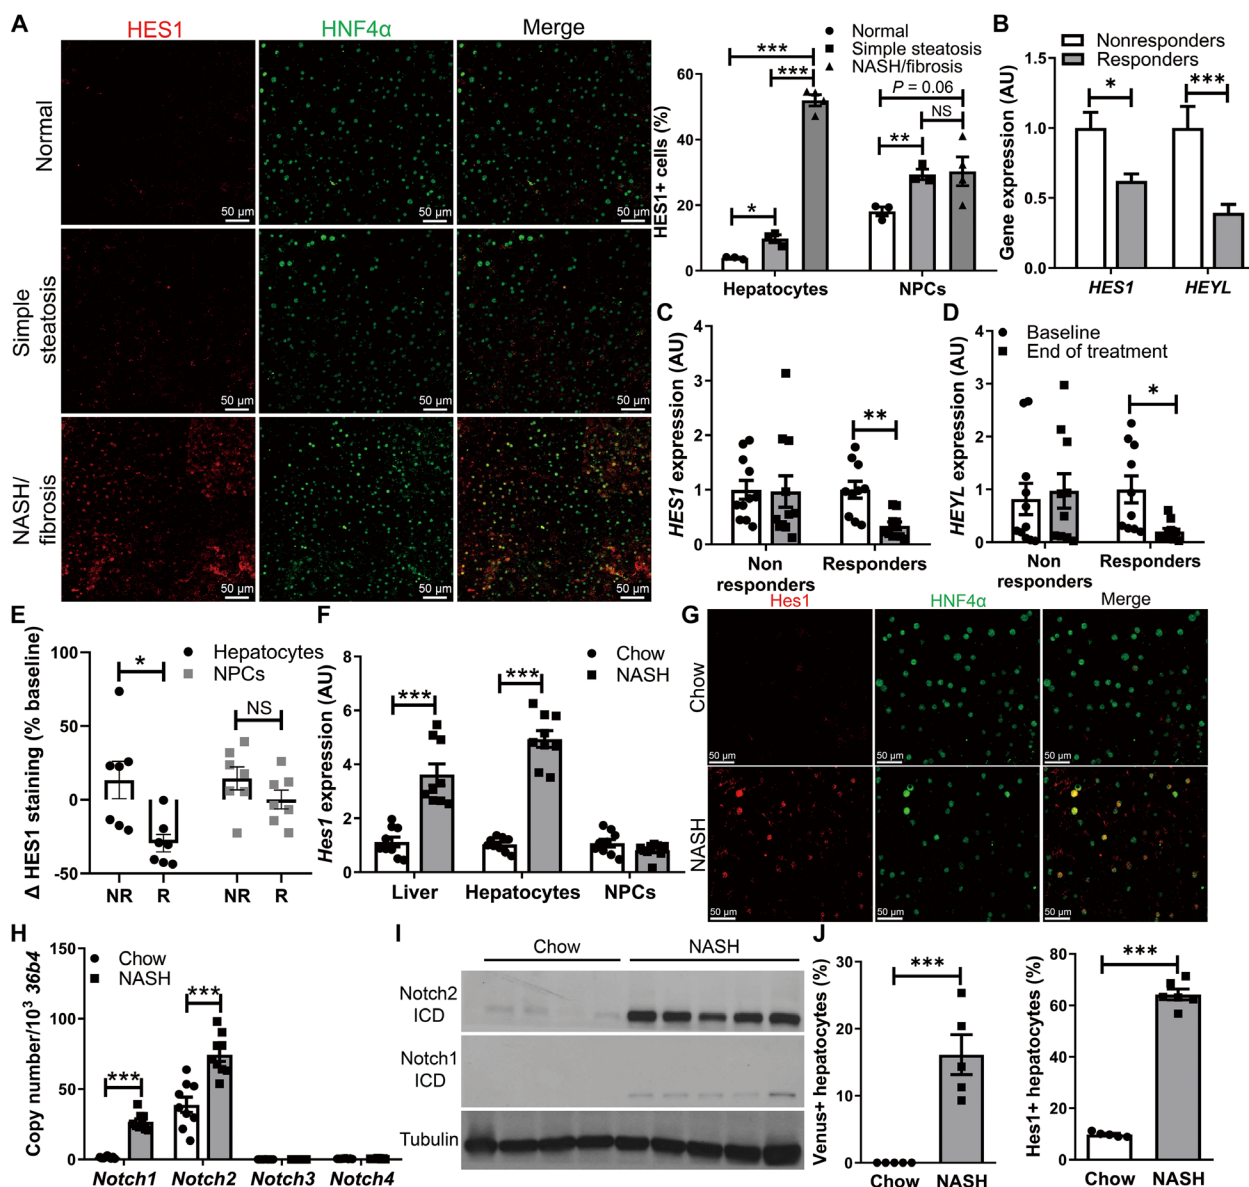 A
HES1
HNF4α
Merge
Normal
Simple
steatosis
NASH/
fibrosis
50 µm
50 µm
50 µm
50 µm
50 µm
50 µm
50 µm
50 µm
50 µm
HES1+ cells (%)
60
40
20
0
Normal
Simple steatosis
NASH/fibrosis
***
***
*
P = 0.06
NS
**
Hepatocytes
NPCs
B
Nonresponders
Responders
Gene expression (AU)
1.5
1.0
0.5
0.0
*
***
HES1
HEYL
C
HES1 expression (AU)
4
3
2
1
0
**
Non
responders
Responders
D
Baseline
End of treatment
HEYL expression (AU)
4
3
2
1
0
*
Non
responders
Responders
E
Δ HES1 staining (% baseline)
100
50
0
-50
Hepatocytes
NPCs
*
NS
NR
R
NR
R
F
Hes1 expression (AU)
8
6
4
2
0
Chow
NASH
***
***
Liver
Hepatocytes
NPCs
G
Hes1
HNF4α
Merge
Chow
NASH
50 µm
50 µm
50 µm
50 µm
50 µm
50 µm
H
Copy number/10³ 36b4
150
100
50
0
Chow
NASH
***
***
Notch1
Notch2
Notch3
Notch4
I
Chow
NASH
Notch2
ICD
Notch1
ICD
Tubulin
J
Venus+ hepatocytes (%)
30
20
10
0
***
Chow
NASH
Hes1+ hepatocytes (%)
80
60
40
20
0
***
Chow
NASH